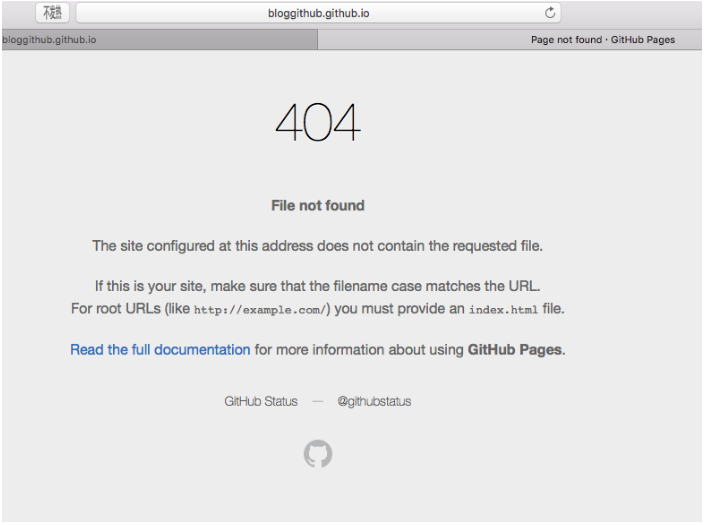 bloggithub.github.io
bloggithub.github.io
Page not found · GitHub Pages
404
File not found
The site configured at this address does not contain the requested file.
If this is your site, make sure that the filename case matches the URL.
For root URLs (like http://example.com/) you must provide an index.html file.
Read the full documentation for more information about using GitHub Pages.
GitHub Status — @githubstatus